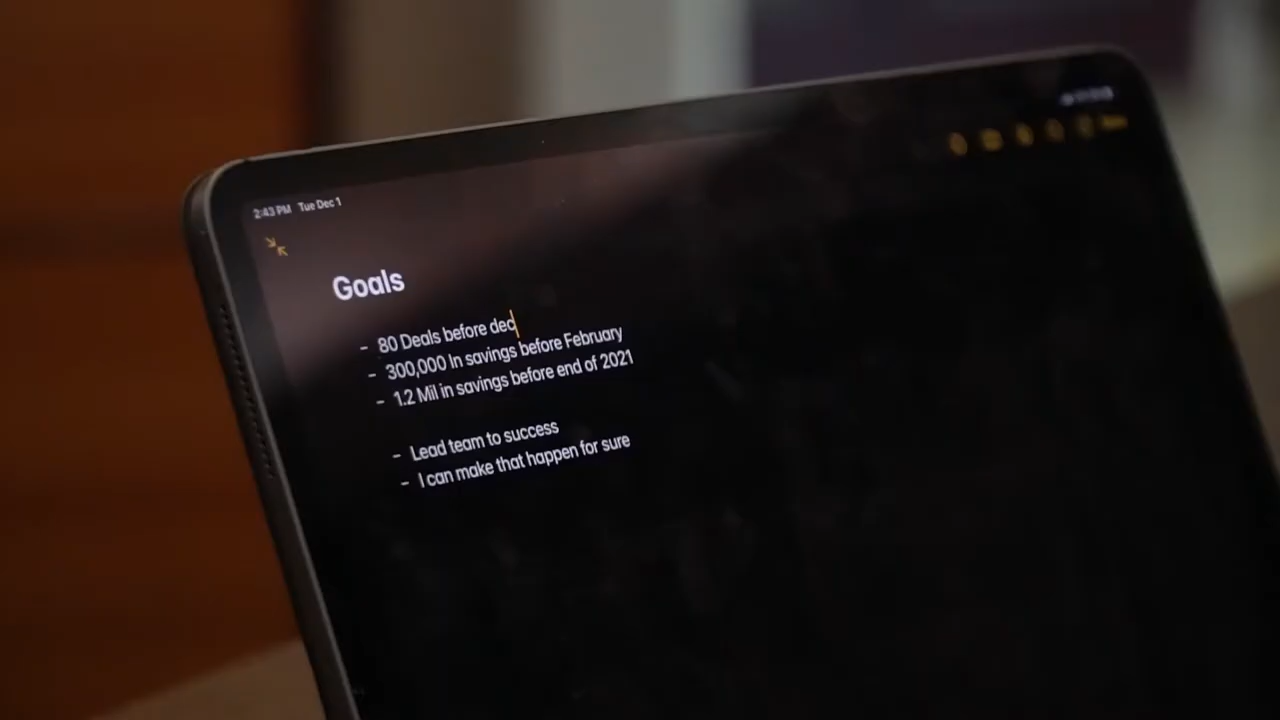 2:43 PM Tue Dec 1
Goals
- 80 Deals before dec
- 300,000 In savings before February
- 1.2 Mil in savings before end of 2021
- Lead team to success
- I can make that happen for sure